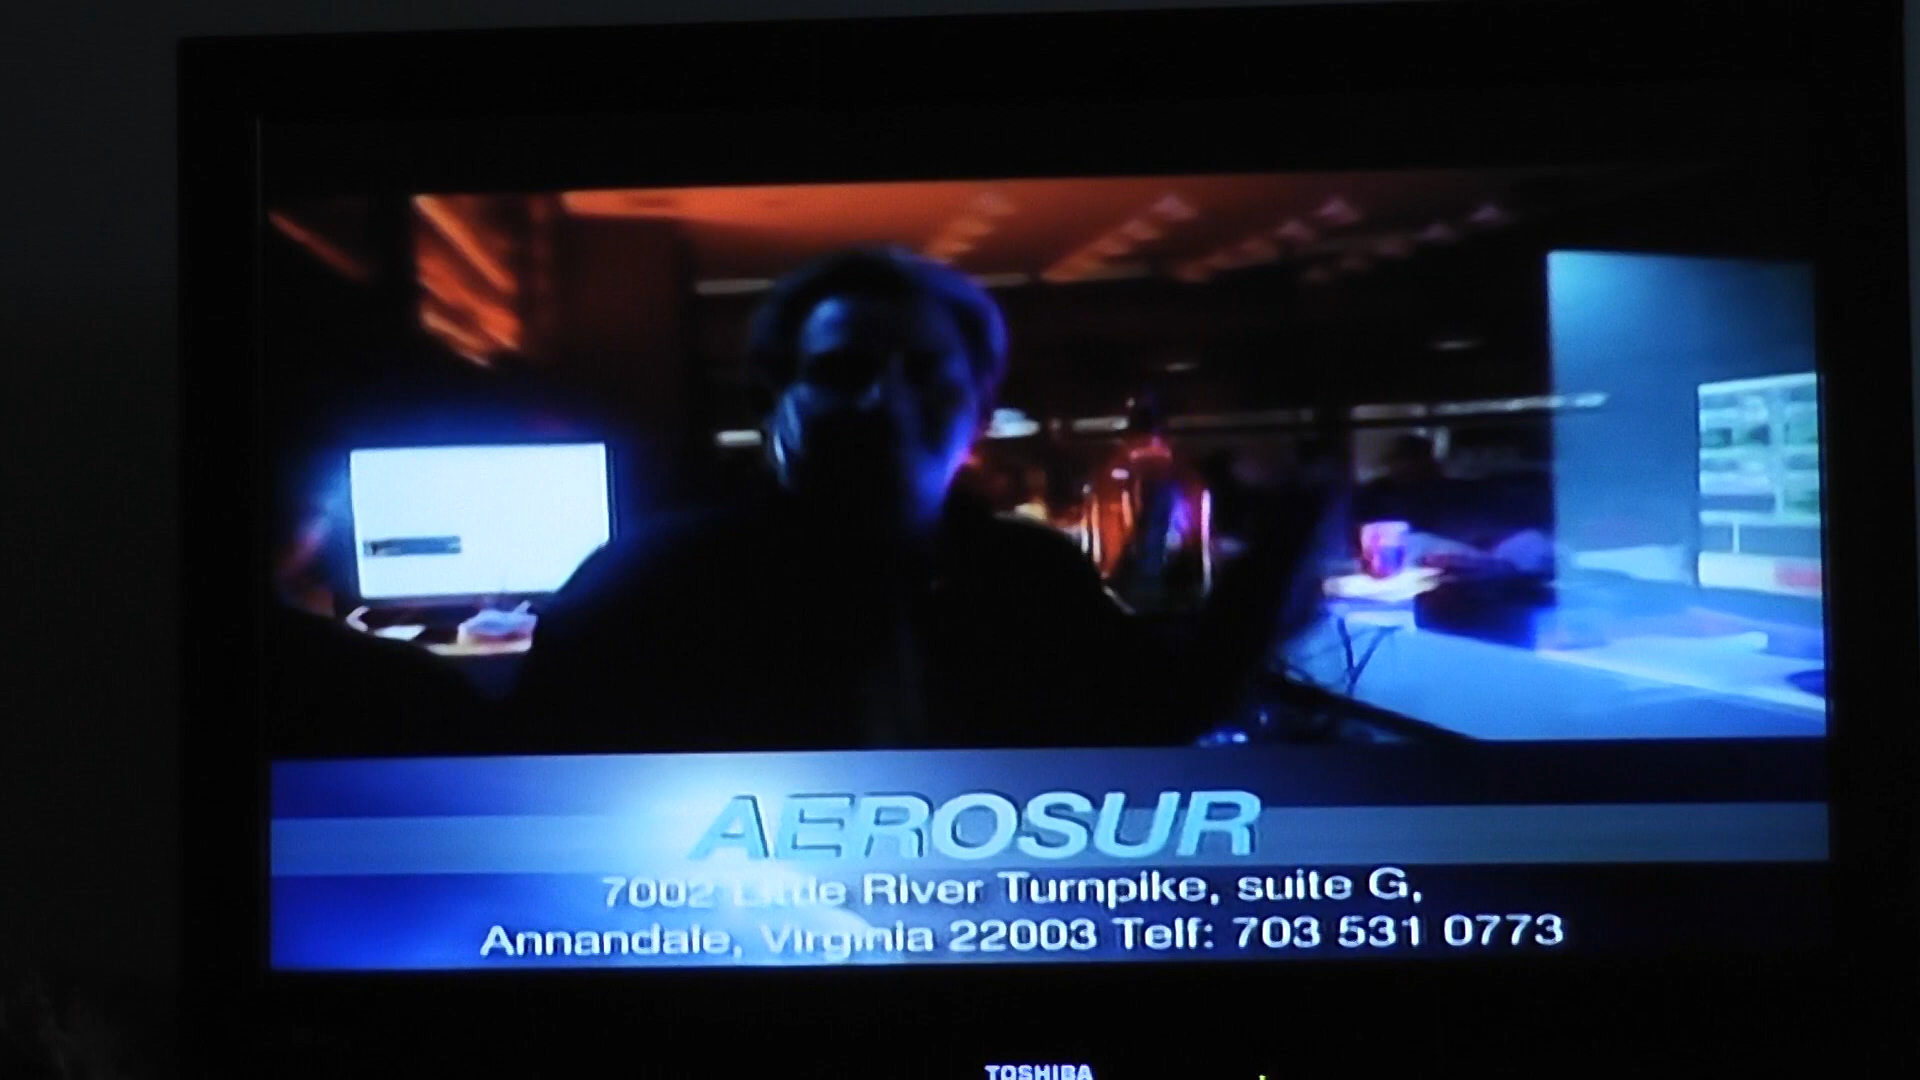 AEROSUR
7002 Little River Turnpike, suite G,
Annandale, Virginia 22003 Telf: 703 531 0773
TOSHIBA